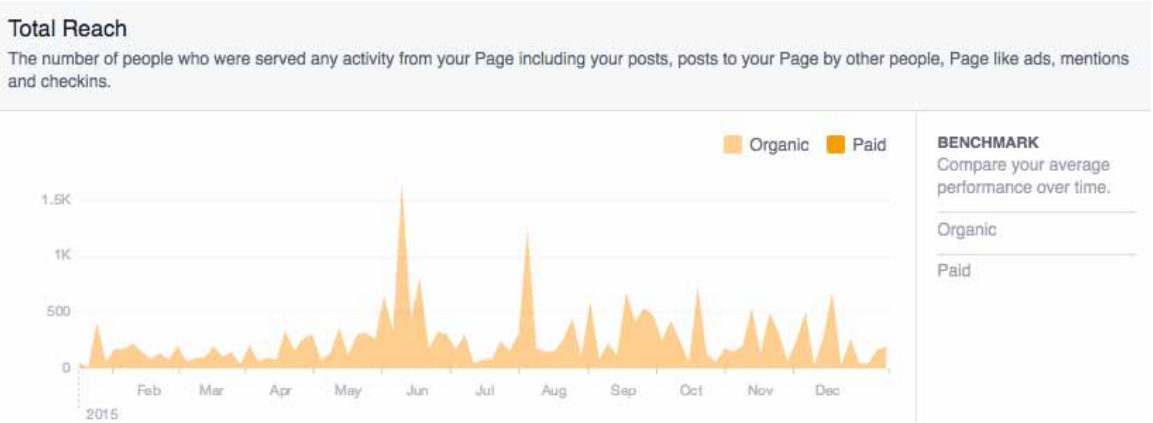 Total Reach
The number of people who were served any activity from your Page including your posts, posts to your Page by other people, Page like ads, mentions
and checkins.
Organic Paid
BENCHMARK
Compare your average
performance over time.
Organic
Paid
1.5K
1K
500
0
Feb Mar Apr May Jun Jul Aug Sep Oct Nov Dec
2015